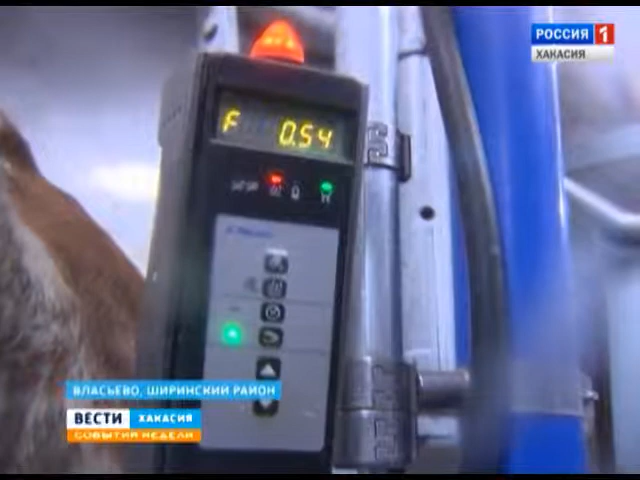 РОССИЯ 1
ХАКАСИЯ
F 0.54
ВЛАСЬЕВО, ШИРИНСКИЙ РАЙОН
ВЕСТИ ХАКАСИЯ
СОБЫТИЯ НЕДЕЛИ